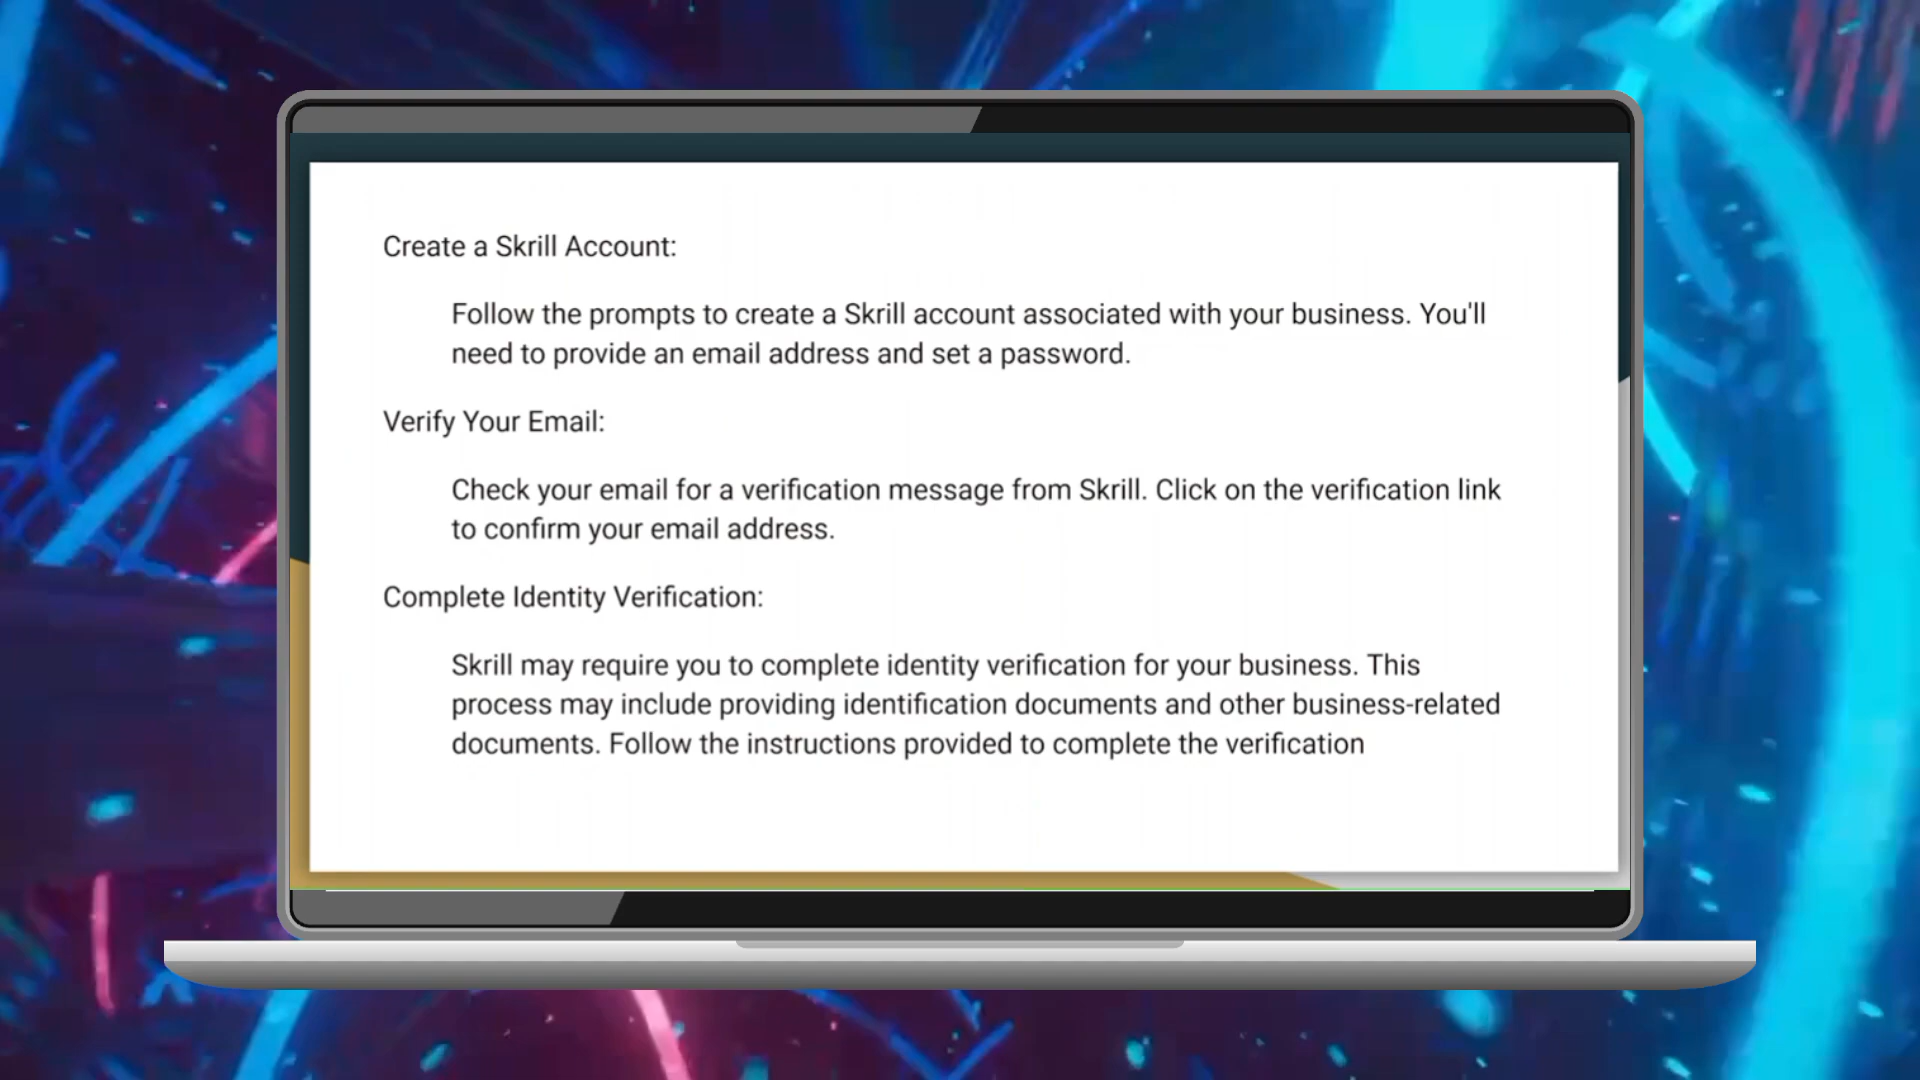 Create a Skrill Account:
Follow the prompts to create a Skrill account associated with your business. You'll
need to provide an email address and set a password.
Verify Your Email:
Check your email for a verification message from Skrill. Click on the verification link
to confirm your email address.
Complete Identity Verification:
Skrill may require you to complete identity verification for your business. This
process may include providing identification documents and other business-related
documents. Follow the instructions provided to complete the verification